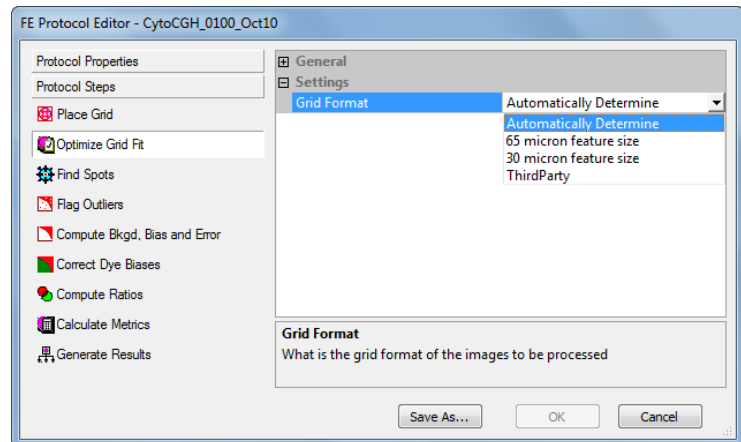 FE Protocol Editor - CytoCGH_0100_Oct10
Protocol Properties
Protocol Steps
Place Grid
Optimize Grid Fit
Find Spots
Flag Outliers
Compute Bkgd, Bias and Error
Correct Dye Biases
Compute Ratios
Calculate Metrics
Generate Results
General
Settings
Grid Format Automatically Determine
Automatically Determine
65 micron feature size
30 micron feature size
ThirdParty
Grid Format
What is the grid format of the images to be processed
Save As... OK Cancel